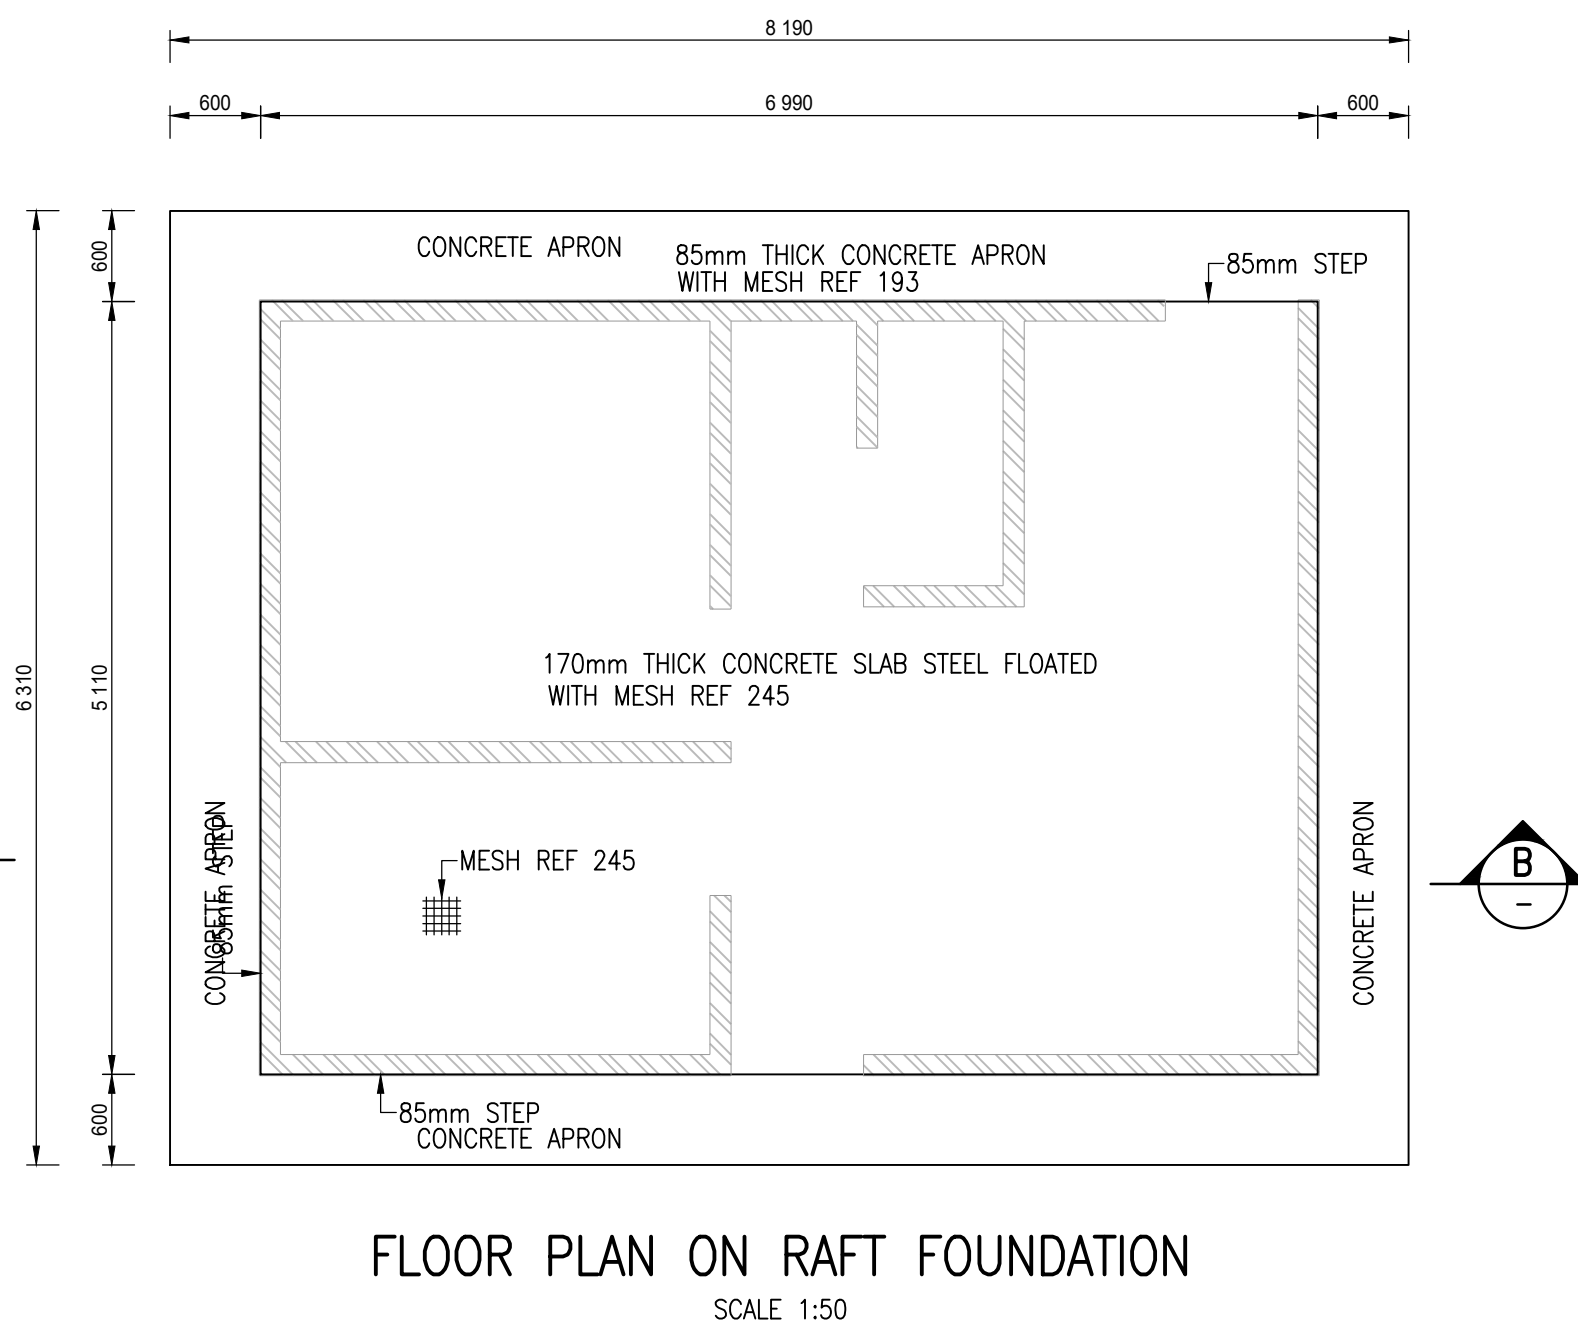 8 190
600
6 990
600
600
CONCRETE APRON
85mm THICK CONCRETE APRON
WITH MESH REF 193
85mm STEP
170mm THICK CONCRETE SLAB STEEL FLOATED
WITH MESH REF 245
6 310
5 110
CONCRETE APRON
85mm STEP
MESH REF 245
CONCRETE APRON
B
–
600
85mm STEP
CONCRETE APRON
FLOOR PLAN ON RAFT FOUNDATION
SCALE 1:50